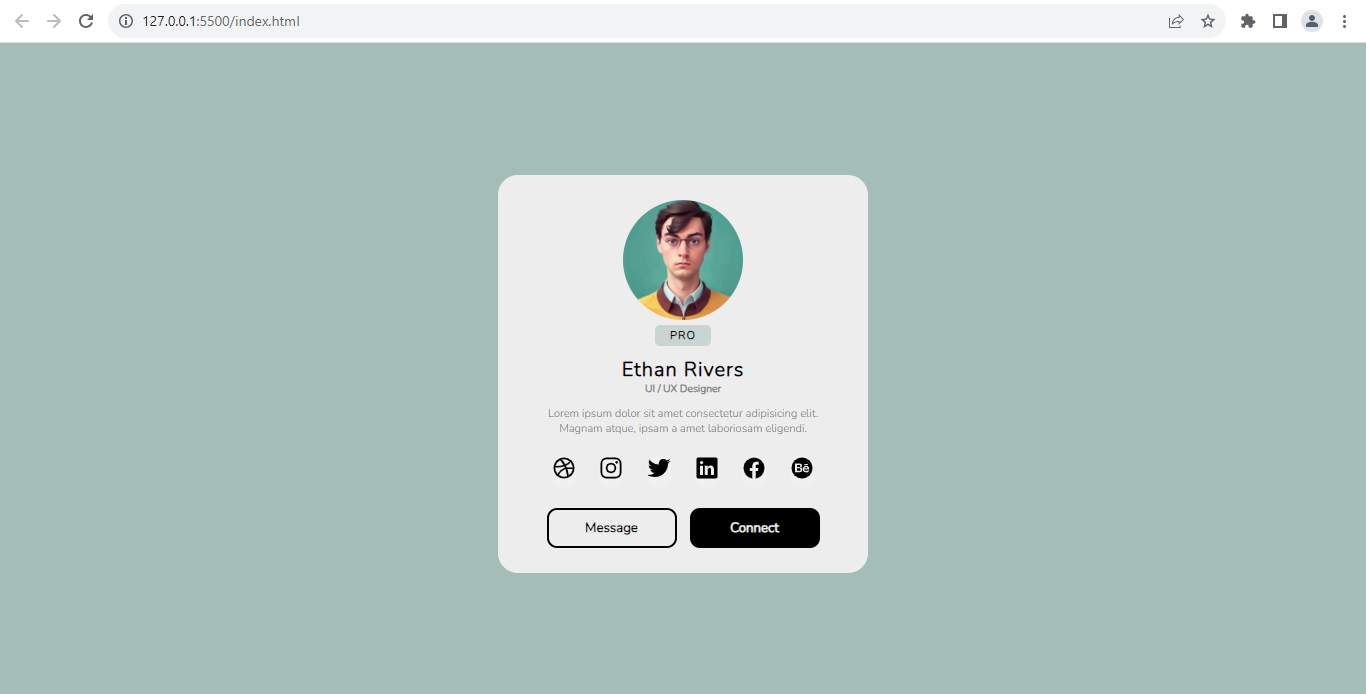 127.0.0.1:5500/index.html
PRO
Ethan Rivers
UI / UX Designer
Lorem ipsum dolor sit amet consectetur adipisicing elit.
Magnam atque, ipsam a amet laboriosam eligendi.
in
Bē
Message
Connect